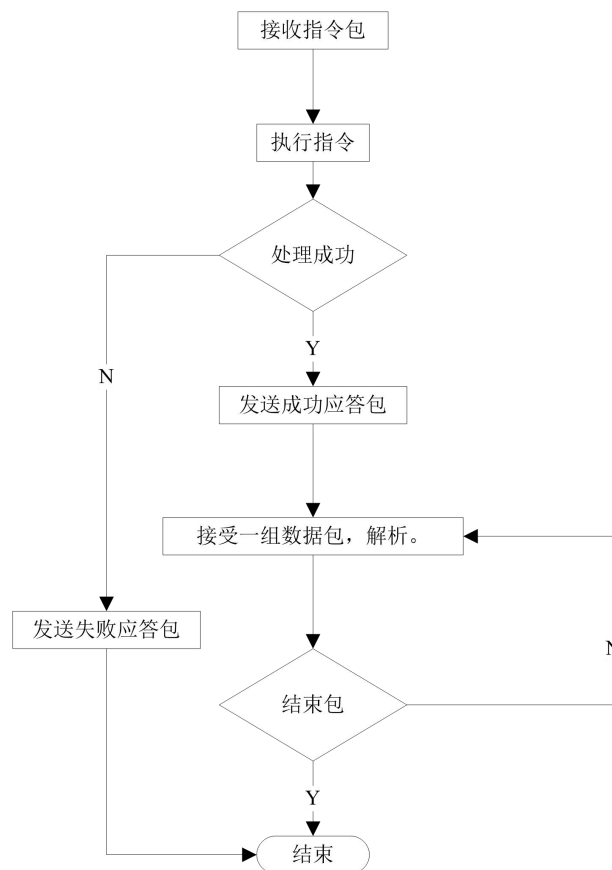 接收指令包
执行指令
处理成功
Y
N
发送成功应答包
接受一组数据包，解析。
发送失败应答包
N
结束包
Y
结束